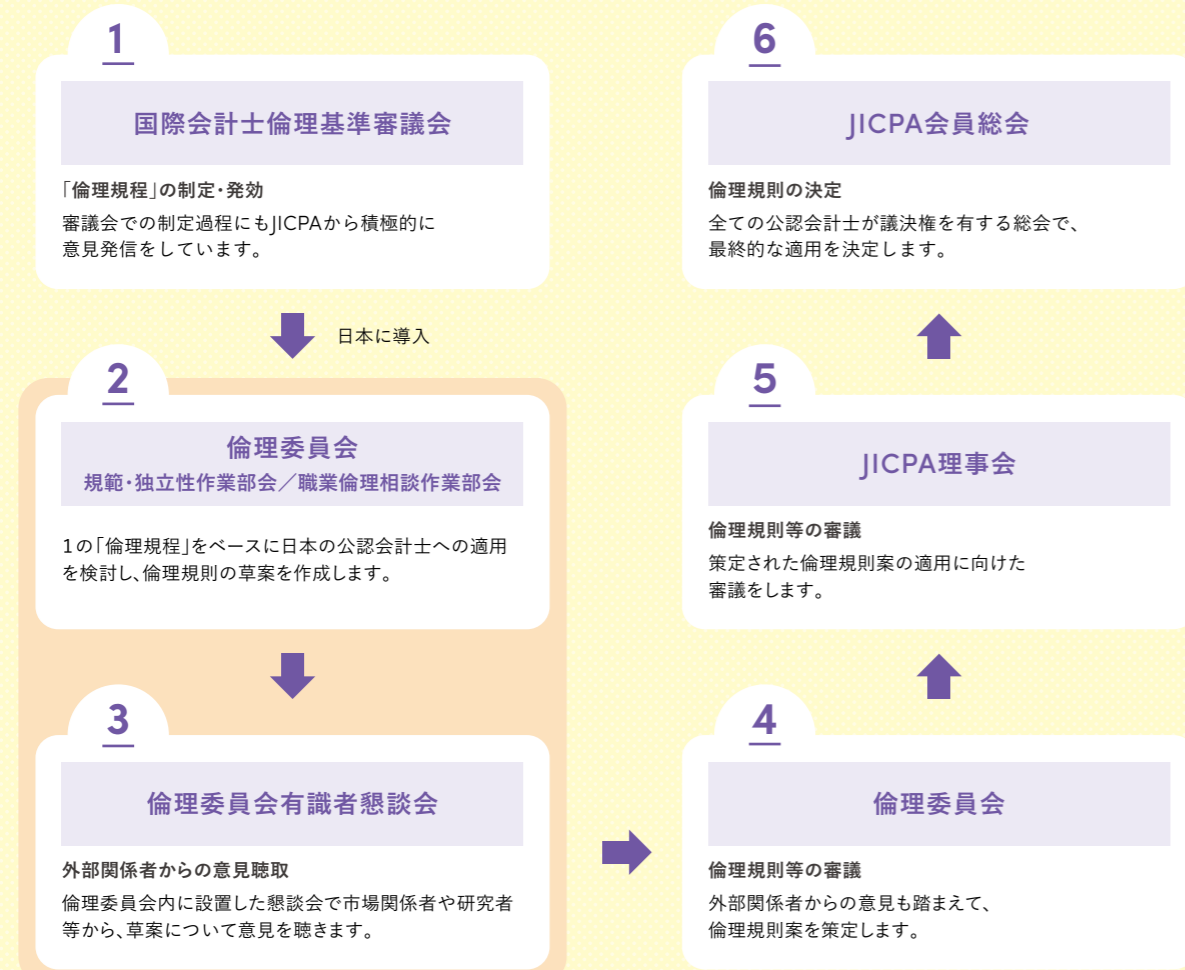 1
国際会計士倫理基準審議会
「倫理規程」の制定・発効
審議会での制定過程にもJICPAから積極的に
意見発信をしています。
日本に導入
2
倫理委員会
規範・独立性作業部会／職業倫理相談作業部会
1の「倫理規程」をベースに日本の公認会計士への適用
を検討し、倫理規則の草案を作成します。
3
倫理委員会有識者懇談会
外部関係者からの意見聴取
倫理委員会内に設置した懇談会で市場関係者や研究者
等から、草案について意見を聴きます。
4
倫理委員会
倫理規則等の審議
外部関係者からの意見も踏まえて、
倫理規則案を策定します。
5
JICPA理事会
倫理規則等の審議
策定された倫理規則案の適用に向けた
審議をします。
6
JICPA会員総会
倫理規則の決定
全ての公認会計士が議決権を有する総会で、
最終的な適用を決定します。